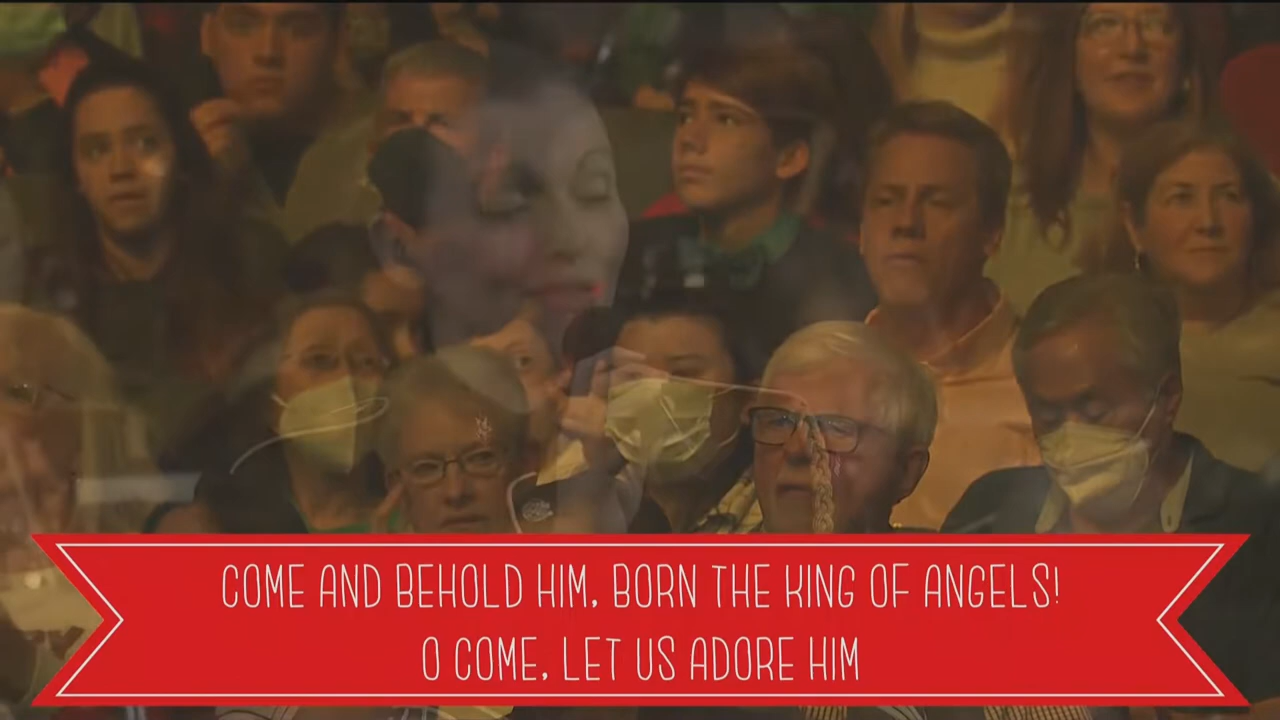 COME AND BEHOLD HIM, BORN THE KING OF ANGELS!
O COME, LET US ADORE HIM